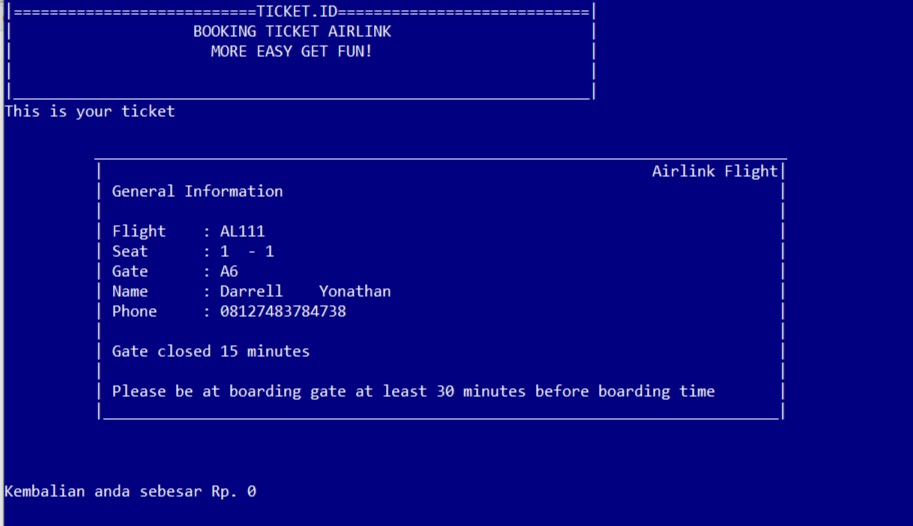 |===========================TICKET.ID============================|
BOOKING TICKET AIRLINK
MORE EASY GET FUN!
This is your ticket
Airlink Flight
General Information
Flight : AL111
Seat : 1 - 1
Gate : A6
Name : Darrell Yonathan
Phone : 08127483784738
Gate closed 15 minutes
Please be at boarding gate at least 30 minutes before boarding time
Kembalian anda sebesar Rp. 0